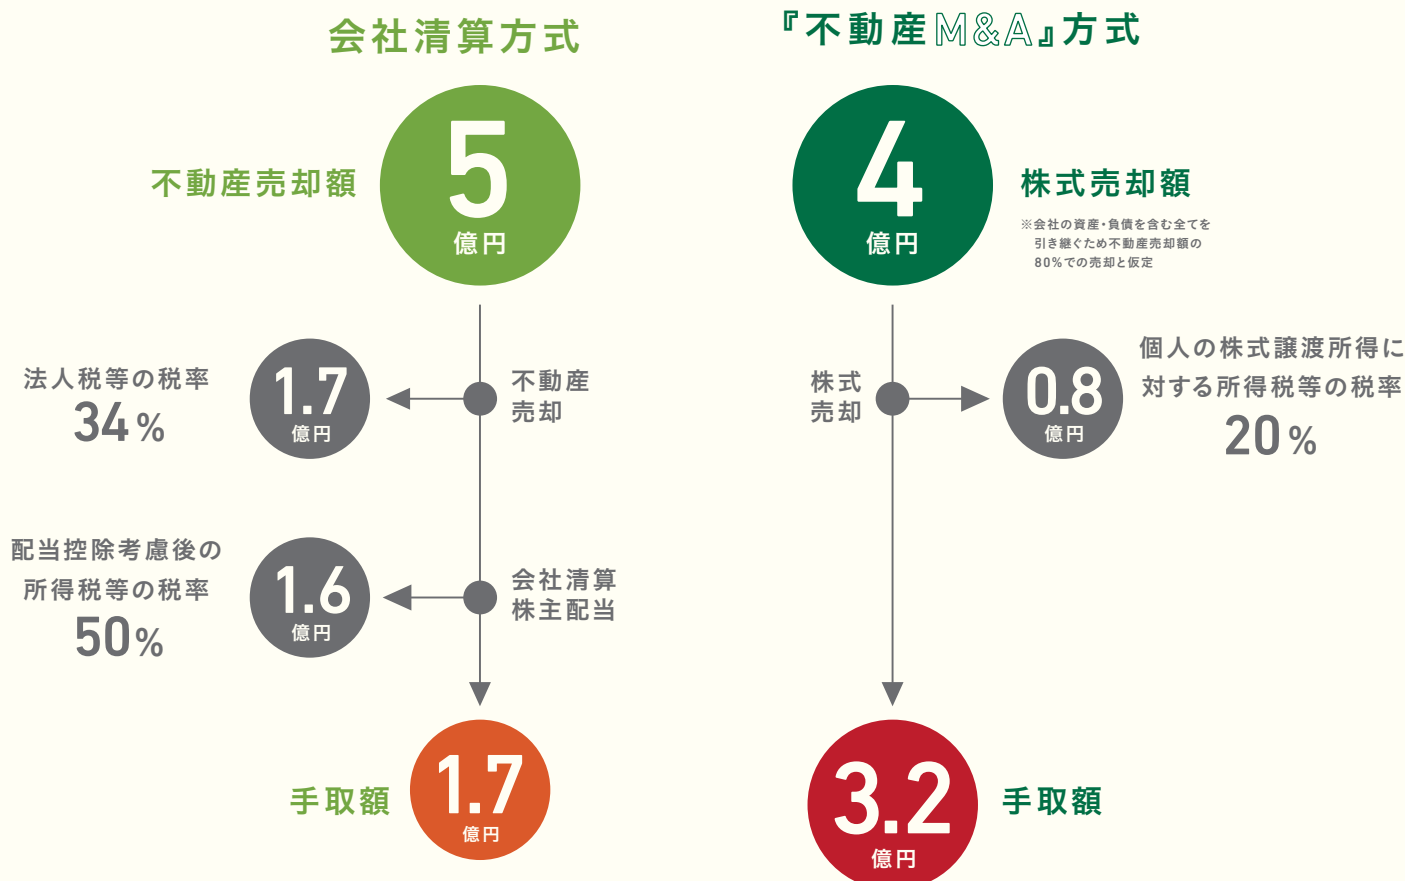 会社清算方式
不動産売却額
5
億円
法人税等の税率
34%
1.7
億円
不動産
売却
配当控除考慮後の
所得税等の税率
50%
1.6
億円
会社清算
株主配当
手取額
1.7
億円
『不動産M&A』方式
4
億円
株式売却額
※会社の資産・負債を含む全てを
引き継ぐため不動産売却額の
80%での売却と仮定
株式
売却
0.8
億円
個人の株式譲渡所得に
対する所得税等の税率
20%
3.2
億円
手取額